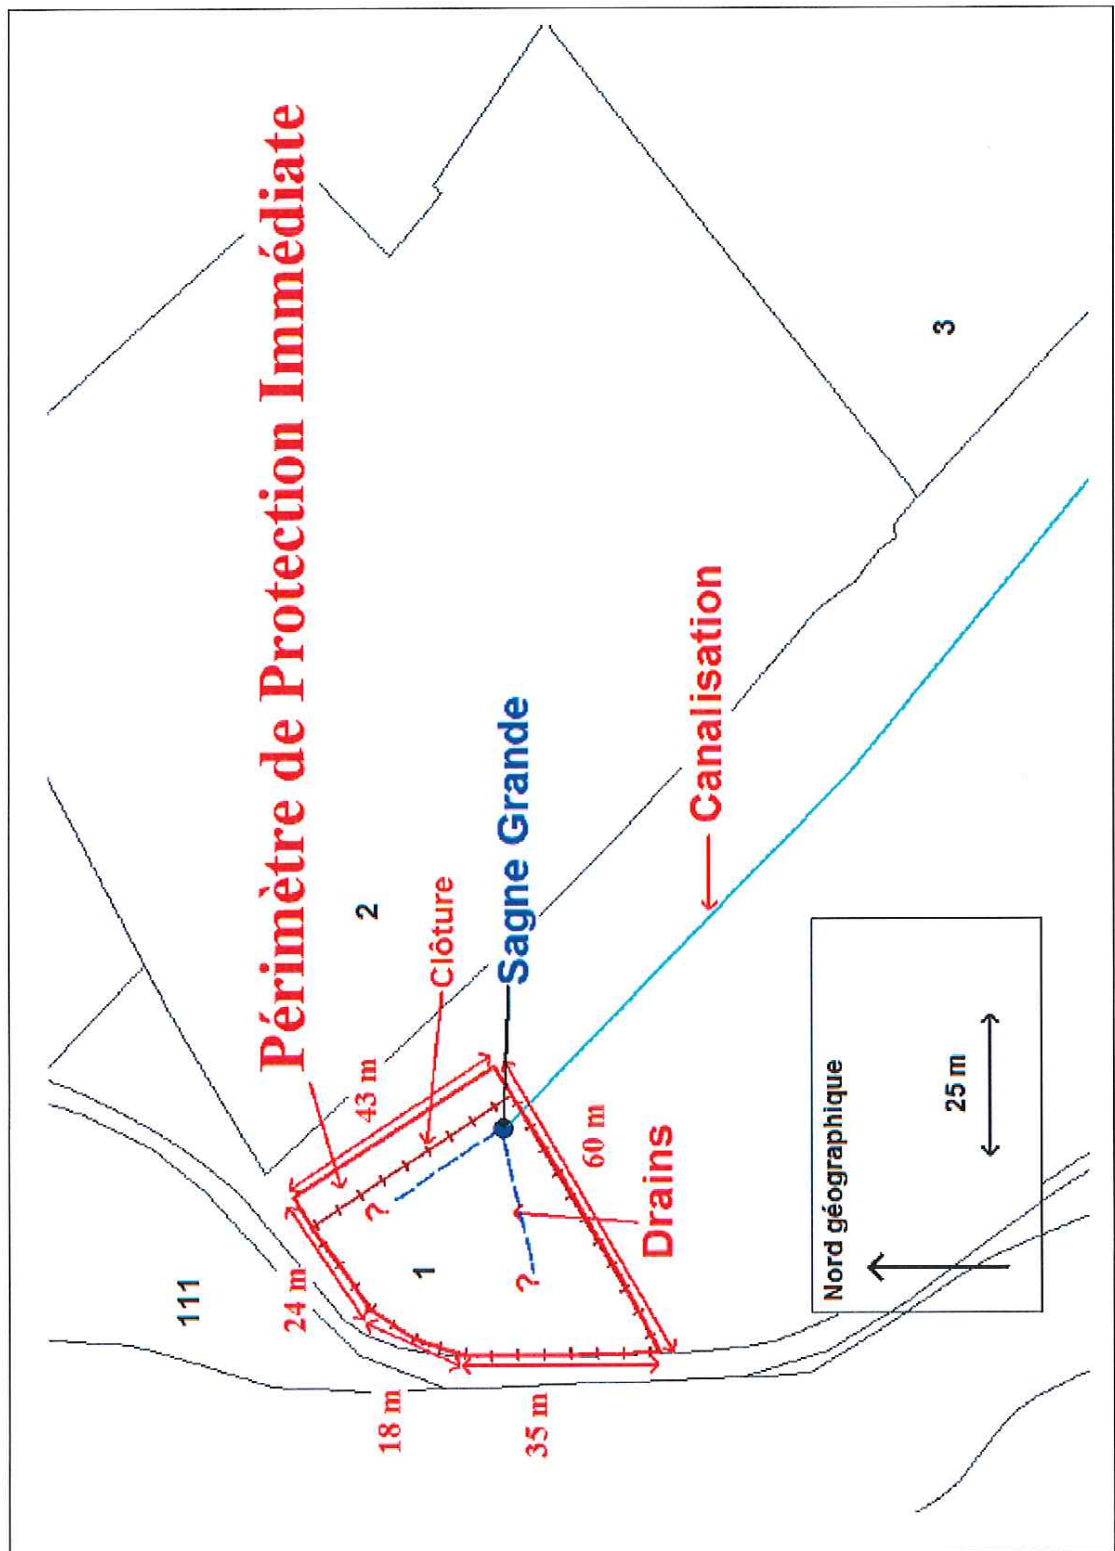 Périmètre de Protection Immédiate
111
2
Clôture
43 m
24 m
?
1
18 m
Sagne Grande
?
35 m
60 m
Drains
Canalisation
3
Nord géographique
25 m